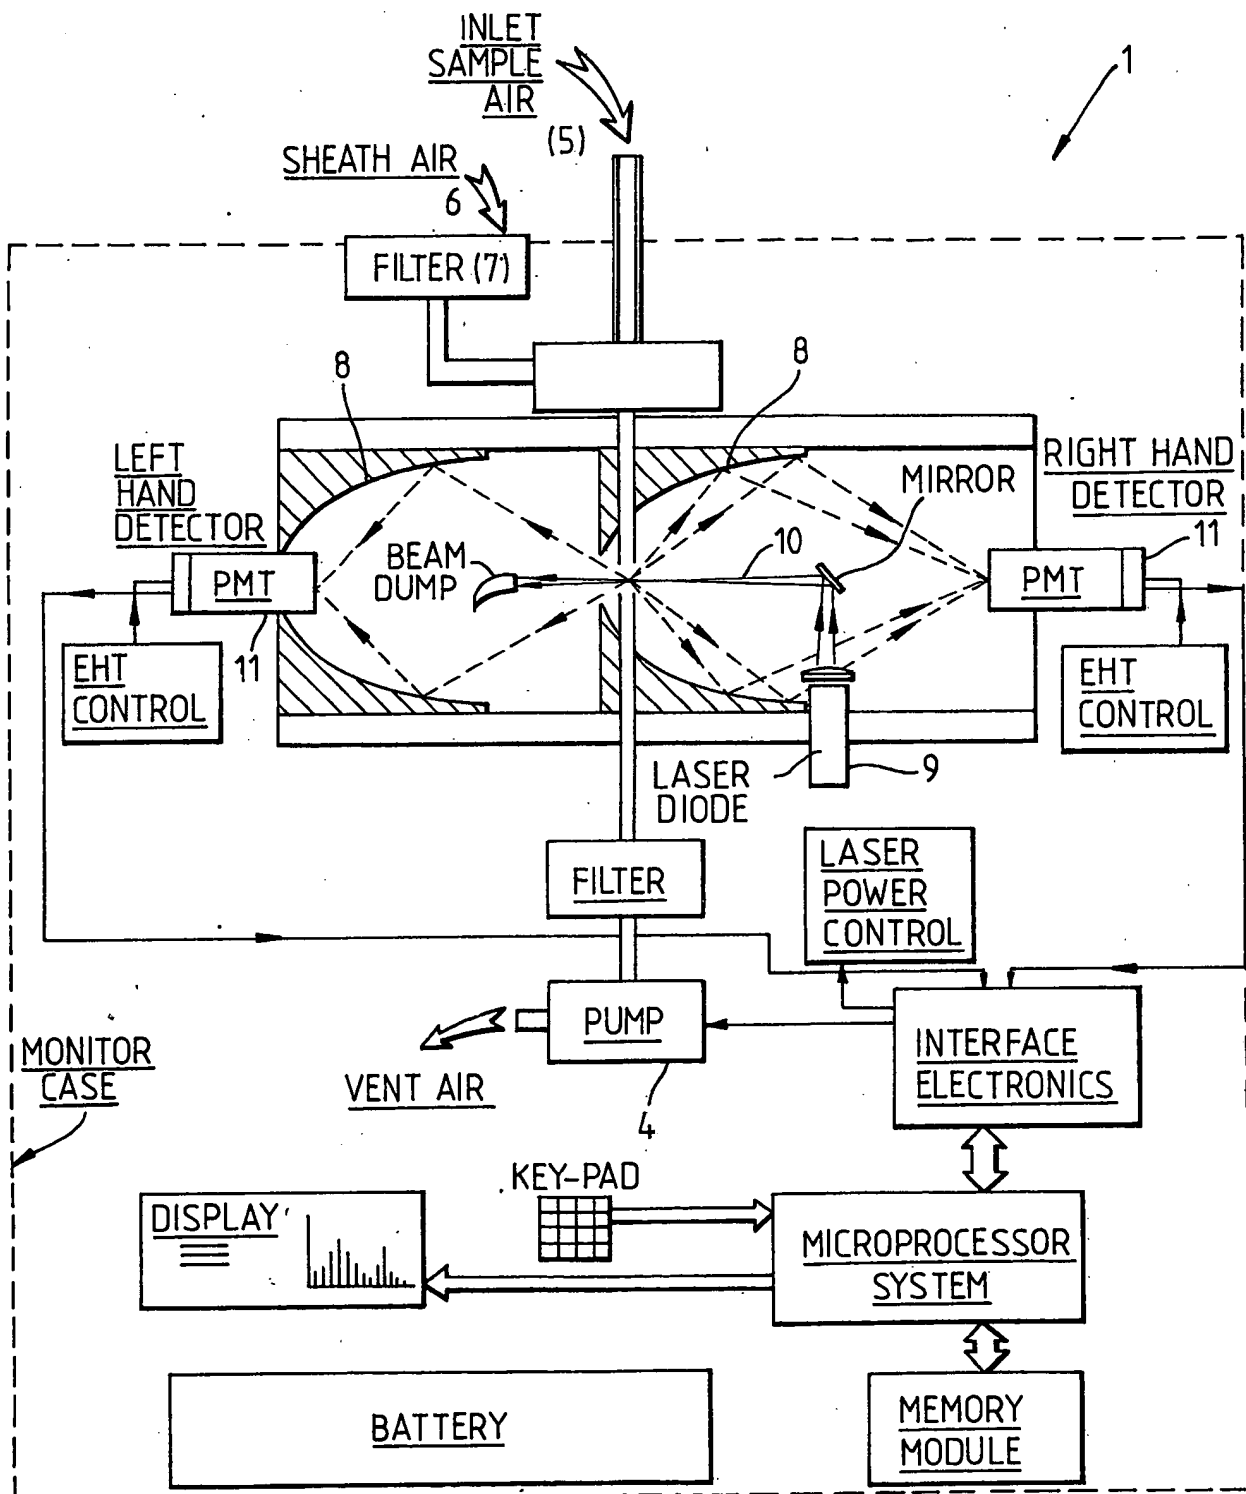 INLET
SAMPLE
AIR
(5)
1
SHEATH AIR
6
FILTER (7)
8
8
LEFT
HAND
DETECTOR
RIGHT HAND
DETECTOR
MIRROR
11
10
BEAM
DUMP
PMT
PMT
11
EHT
CONTROL
EHT
CONTROL
LASER
DIODE
9
FILTER
LASER
POWER
CONTROL
PUMP
INTERFACE
ELECTRONICS
MONITOR
CASE
VENT AIR
4
KEY-PAD
DISPLAY
MICROPROCESSOR
SYSTEM
BATTERY
MEMORY
MODULE